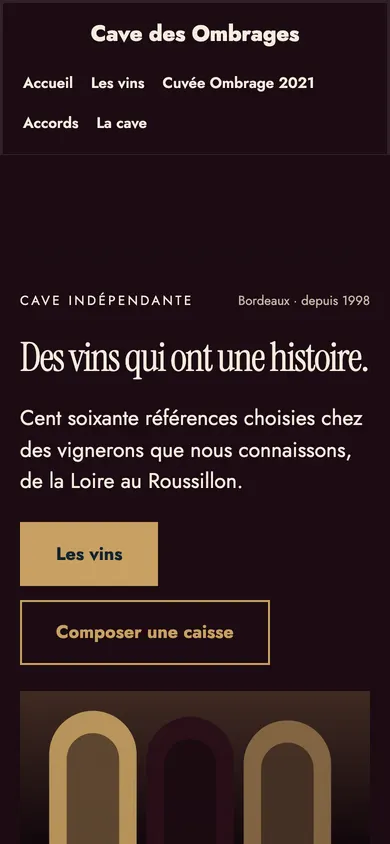 Cave des Ombrages
Accueil Les vins Cuvée Ombrage 2021
Accords La cave
CAVE INDÉPENDANTE Bordeaux · depuis 1998
Des vins qui ont une histoire.
Cent soixante références choisies chez
des vignerons que nous connaissons,
de la Loire au Roussillon.
Les vins
Composer une caisse